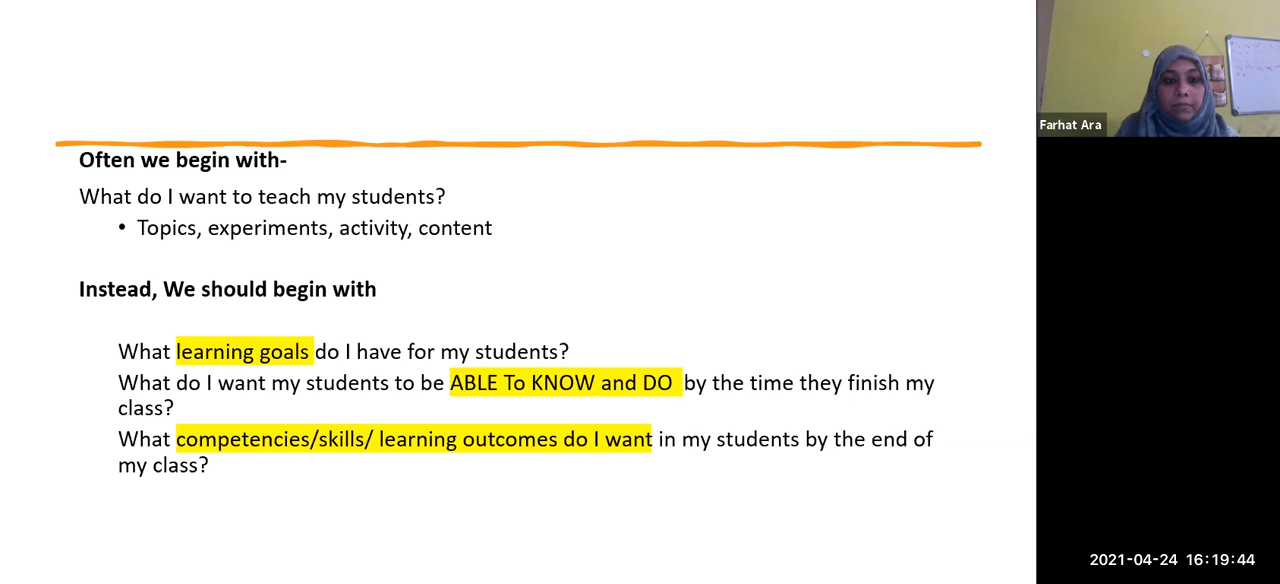 Often we begin with-
What do I want to teach my students?
• Topics, experiments, activity, content
Instead, We should begin with
What learning goals do I have for my students?
What do I want my students to be ABLE To KNOW and DO by the time they finish my
class?
What competencies/skills/ learning outcomes do I want in my students by the end of
my class?
Farhat Ara
2021-04-24 16:19:44